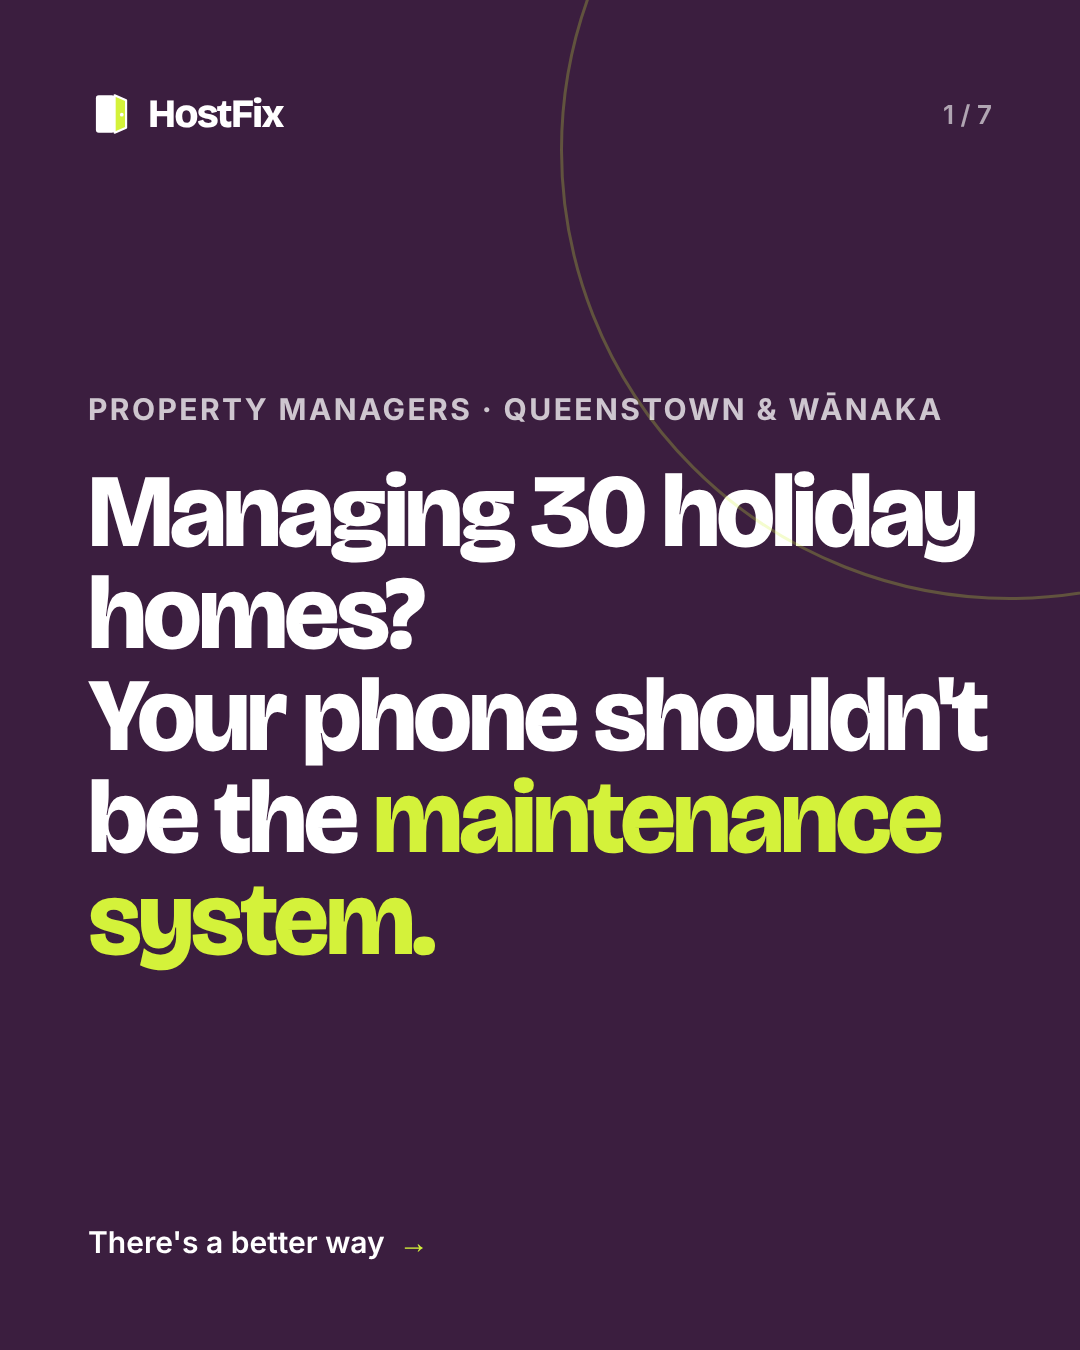 HostFix
1 / 7
PROPERTY MANAGERS · QUEENSTOWN & WĀNAKA
Managing 30 holiday
homes?
Your phone shouldn't
be the maintenance
system.
There's a better way →